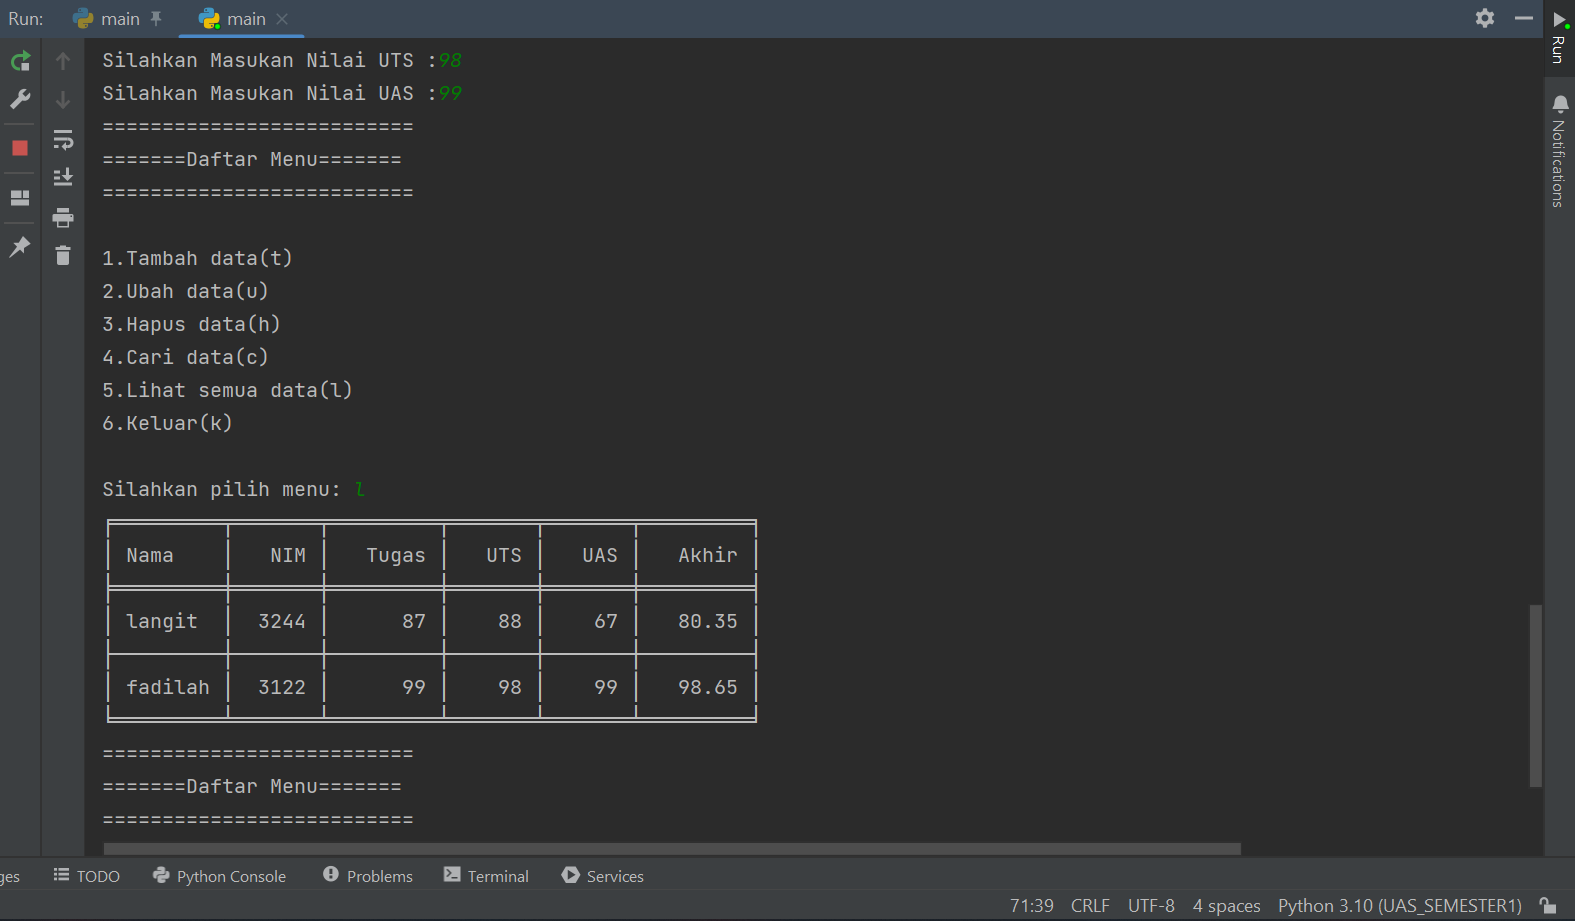 Run: main main
Run
Notifications
Silahkan Masukan Nilai UTS :98
Silahkan Masukan Nilai UAS :99
==========================
=======Daftar Menu=======
==========================
1.Tambah data(t)
2.Ubah data(u)
3.Hapus data(h)
4.Cari data(c)
5.Lihat semua data(l)
6.Keluar(k)
Silahkan pilih menu: l
Nama NIM Tugas UTS UAS Akhir
langit 3244 87 88 67 80.35
fadilah 3122 99 98 99 98.65
==========================
=======Daftar Menu=======
==========================
ges TODO Python Console Problems Terminal Services
71:39 CRLF UTF-8 4 spaces Python 3.10 (UAS_SEMESTER1)